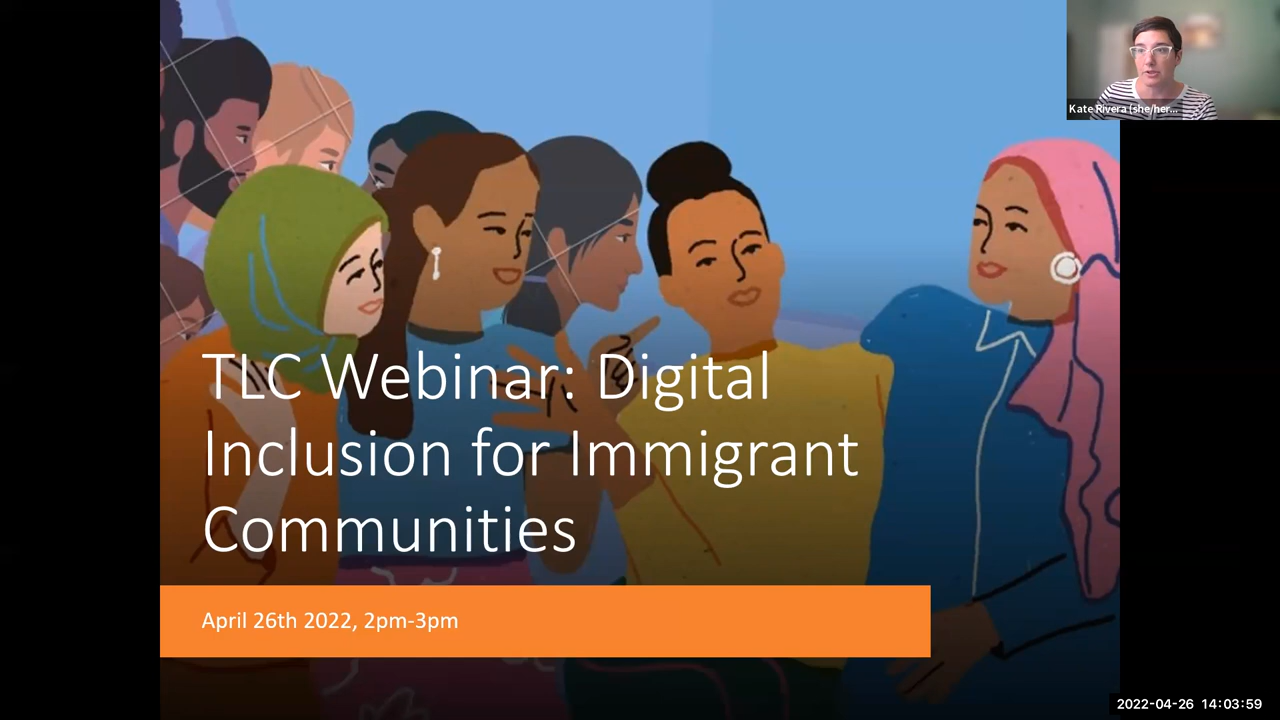 Kate Rivera (she/her...
TLC Webinar: Digital
Inclusion for Immigrant
Communities
April 26th 2022, 2pm-3pm
2022-04-26 14:03:59